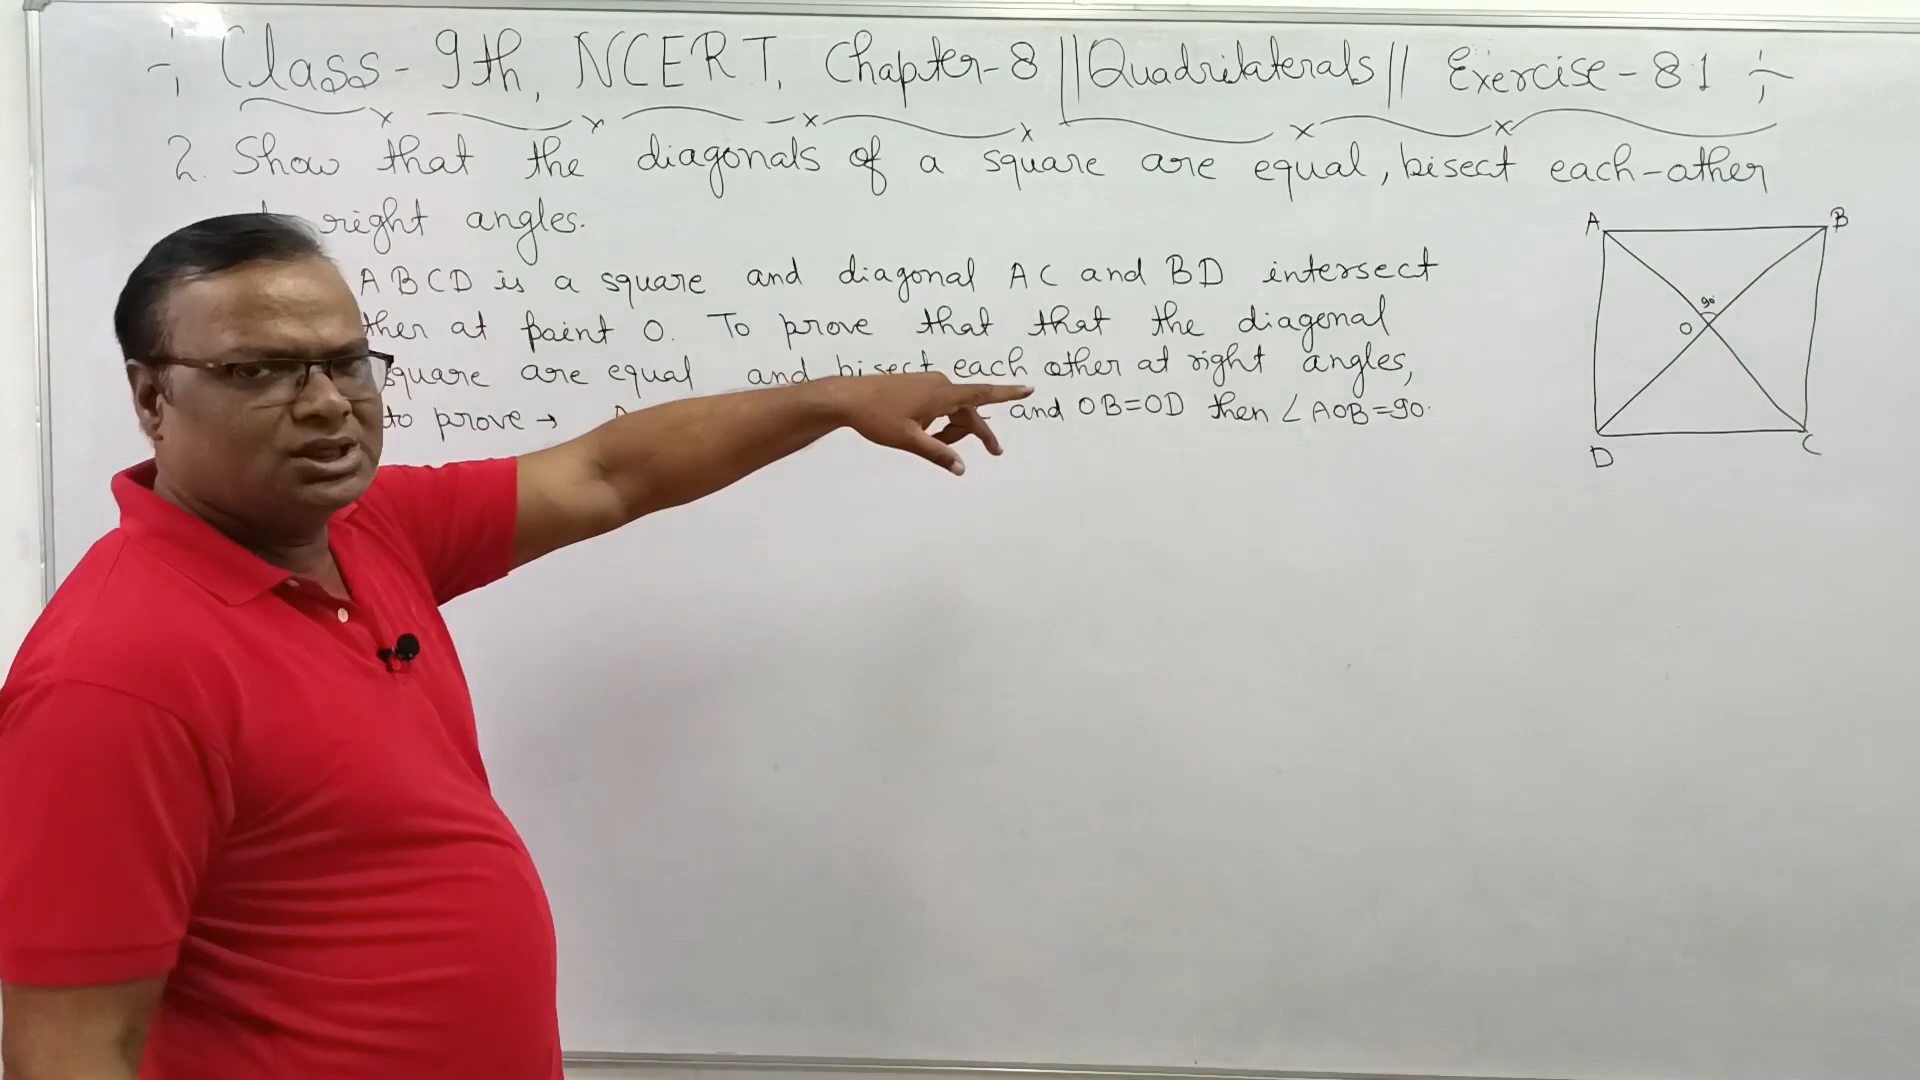 Class - 9th, NCERT, Chapter-8 || Quadrilaterals || Exercise - 8.1
2. Show that the diagonals of a square are equal, bisect each-other
right angles.
ABCD is a square and diagonal AC and BD intersect
at point O. To prove that that the diagonal
square are equal and bisect each other at right angles,
to prove → and OB=OD then ∠AOB=90.
A
B
90°
O
D
C